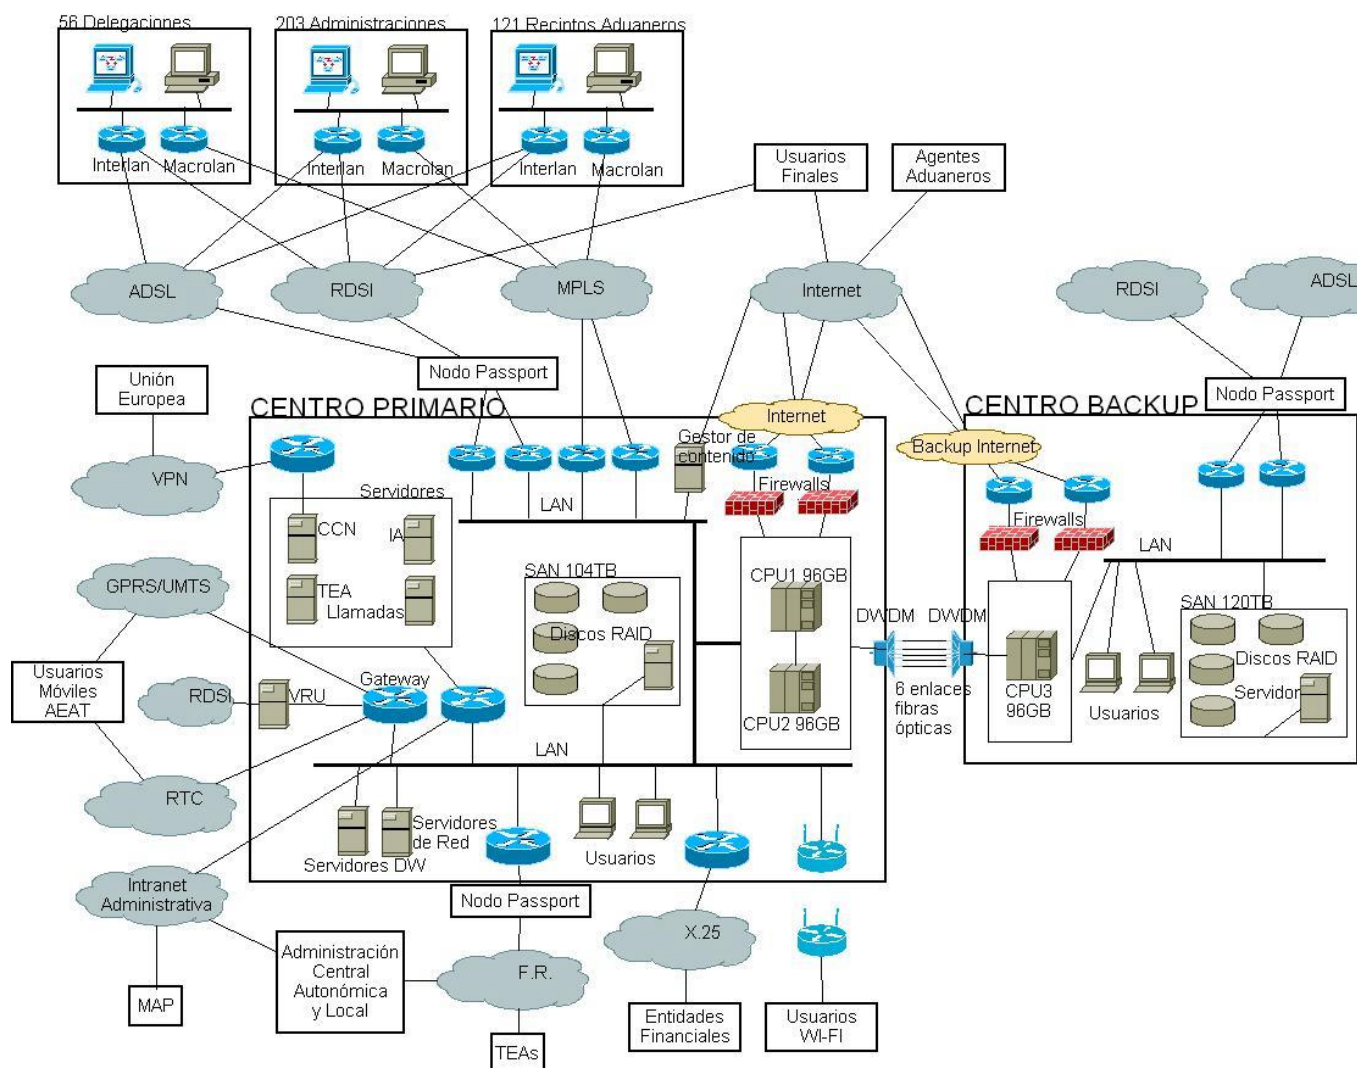 56 Delegaciones
203 Administraciones
121 Recintos Aduaneros
Interlan
Macrolan
Interlan
Macrolan
Interlan
Macrolan
Usuarios
Finales
Agentes
Aduaneros
ADSL
RDSI
MPLS
Internet
RDSI
ADSL
Nodo Passport
Nodo Passport
Unión
Europea
VPN
CENTRO PRIMARIO
Internet
CENTRO BACKUP
Backup Internet
Gestor de
contenido
Firewalls
Firewalls
Servidores
LAN
LAN
CCN
IA
TEA
Llamadas
SAN 104TB
Discos RAID
CPU1 96GB
CPU2 96GB
DWDM
DWDM
6 enlaces
fibras
ópticas
CPU3
96GB
Usuarios
SAN 120TB
Discos RAID
Servidor
GPRS/UMTS
Usuarios
Móviles
AEAT
RDSI
VRU
Gateway
RTC
LAN
Servidores
de Red
Servidores DW
Usuarios
Intranet
Administrativa
MAP
Administración
Central
Autonómica
y Local
Nodo Passport
F.R.
TEAs
X.25
Entidades
Financiales
Usuarios
WI-FI